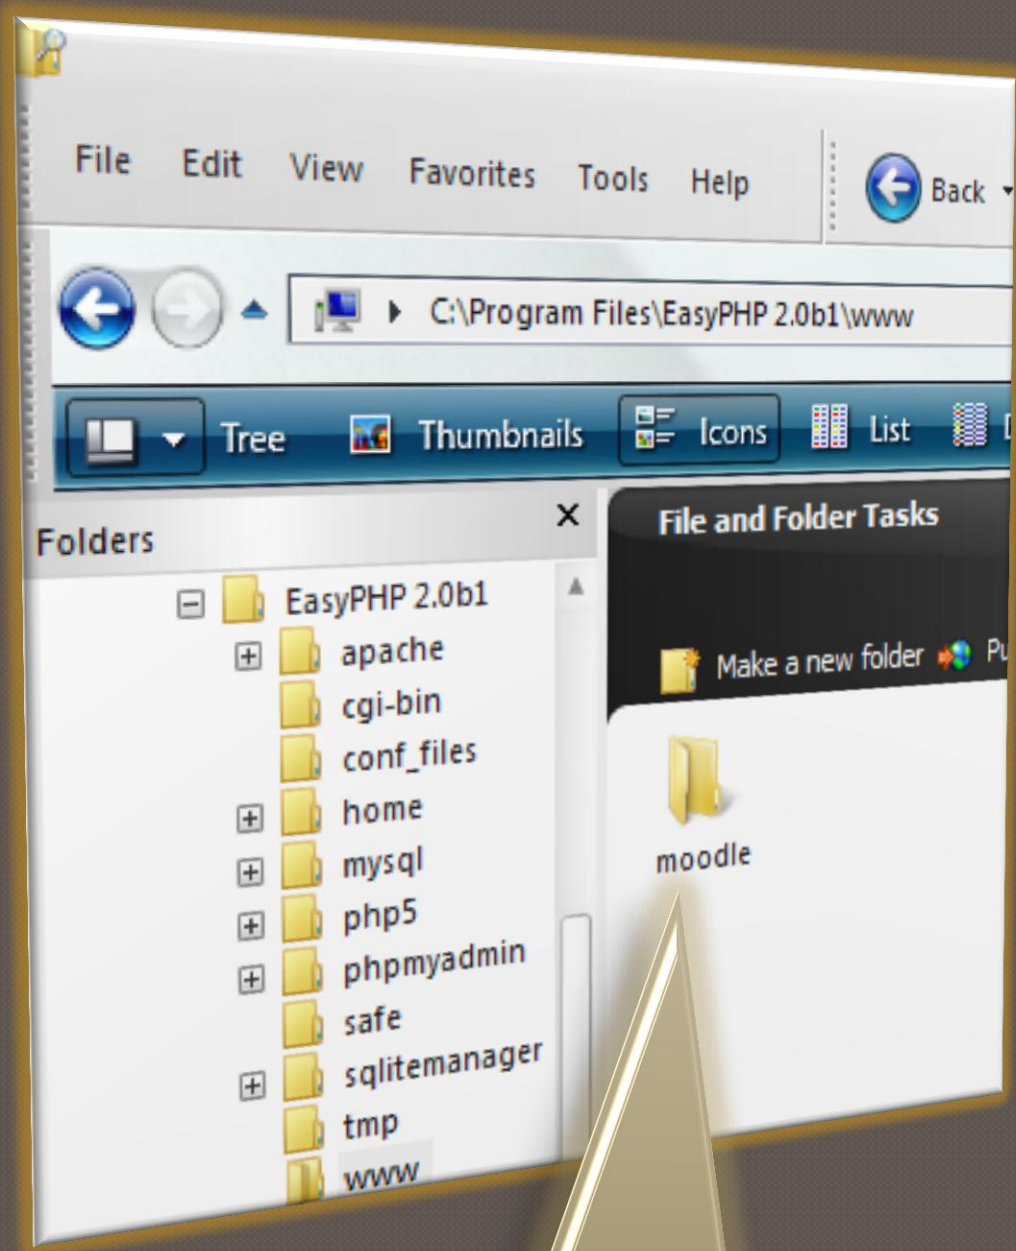 File Edit View Favorites Tools Help Back
C:\Program Files\EasyPHP 2.0b1\www
Tree Thumbnails Icons List
Folders
File and Folder Tasks
Make a new folder
EasyPHP 2.0b1
apache
cgi-bin
conf_files
home
mysql
php5
phpmyadmin
safe
sqlitemanager
tmp
www
moodle